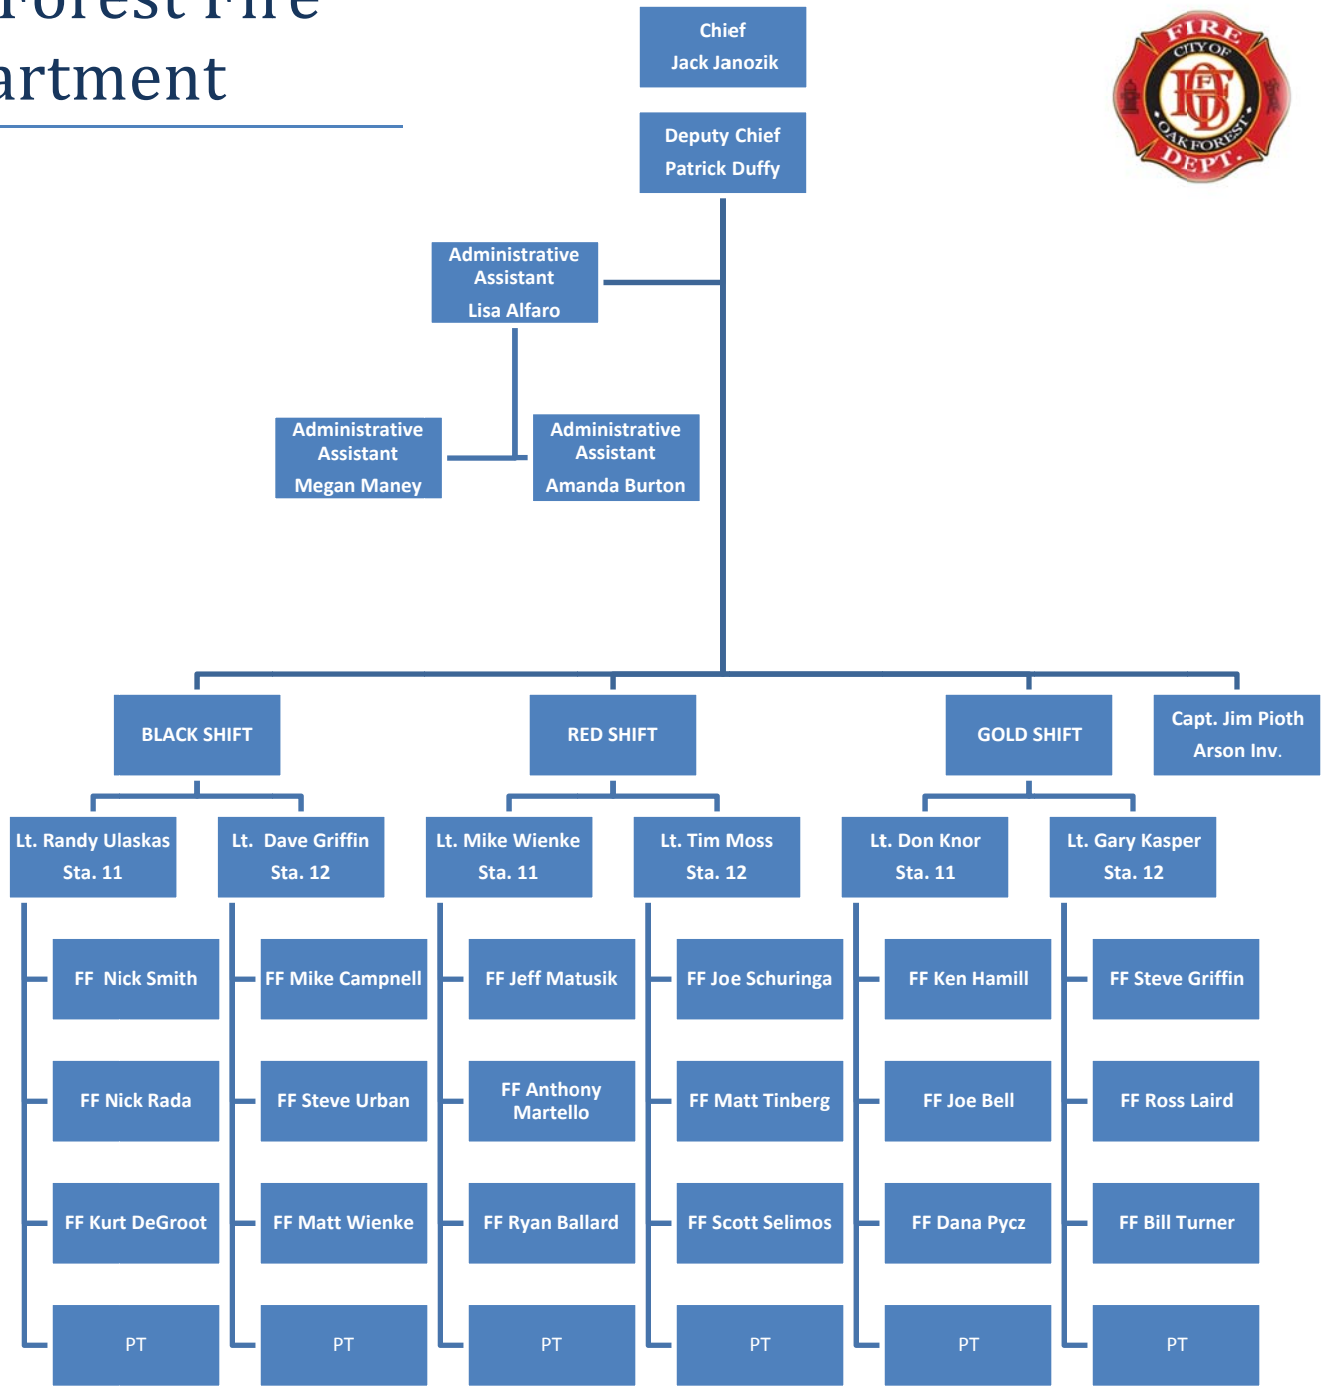 Forest Fire
artment
Chief
Jack Janozik
FIRE
CITY OF
OAK FOREST
DEPT.
Deputy Chief
Patrick Duffy
Administrative
Assistant
Lisa Alfaro
Administrative
Assistant
Megan Maney
Administrative
Assistant
Amanda Burton
BLACK SHIFT
RED SHIFT
GOLD SHIFT
Capt. Jim Pioth
Arson Inv.
Lt. Randy Ulaskas
Sta. 11
Lt.  Dave Griffin
Sta. 12
Lt. Mike Wienke
Sta. 11
Lt. Tim Moss
Sta. 12
Lt. Don Knor
Sta. 11
Lt. Gary Kasper
Sta. 12
FF  Nick Smith
FF Mike Campnell
FF Jeff Matusik
FF Joe Schuringa
FF Ken Hamill
FF Steve Griffin
FF Nick Rada
FF Steve Urban
FF Anthony
Martello
FF Matt Tinberg
FF Joe Bell
FF Ross Laird
FF Kurt DeGroot
FF Matt Wienke
FF Ryan Ballard
FF Scott Selimos
FF Dana Pycz
FF Bill Turner
PT
PT
PT
PT
PT
PT